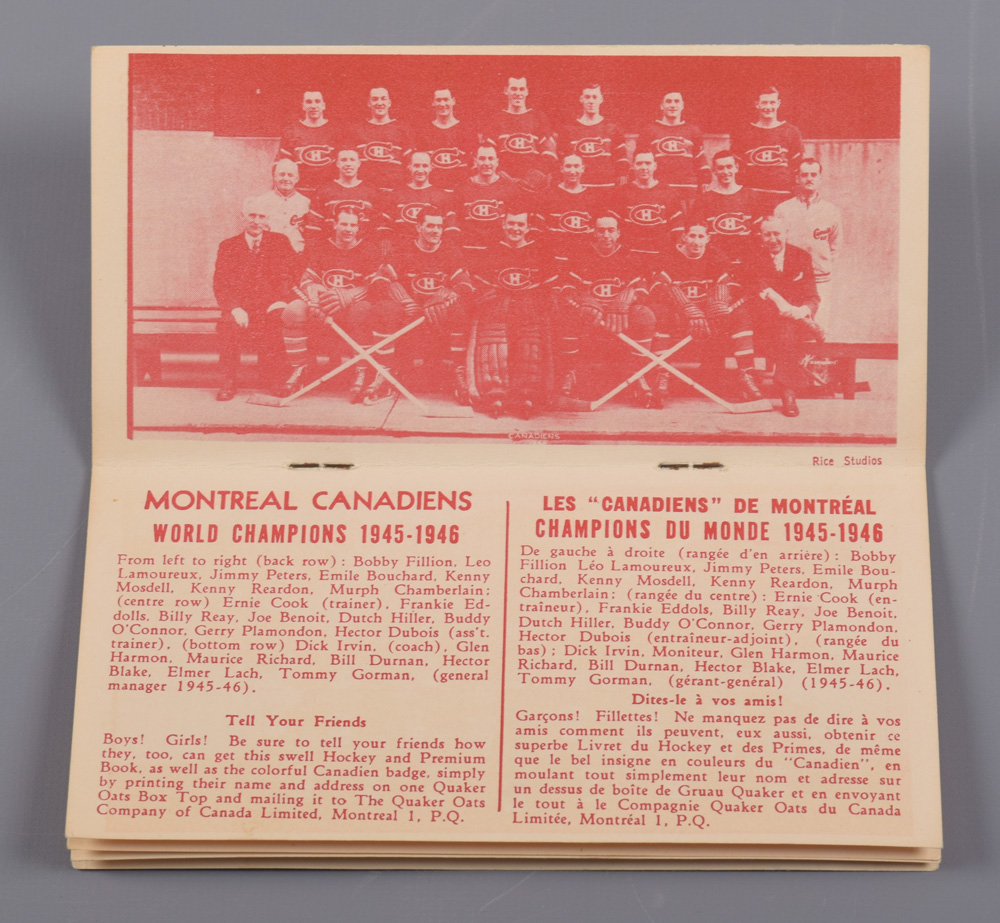 CANADIENS
Rice Studios
MONTREAL CANADIENS
WORLD CHAMPIONS 1945-1946
From left to right (back row) : Bobby Fillion, Leo
Lamoureux, Jimmy Peters, Emile Bouchard, Kenny
Mosdell, Kenny Reardon, Murph Chamberlain;
(centre row) Ernie Cook (trainer), Frankie Ed-
dolls, Billy Reay, Joe Benoit, Dutch Hiller, Buddy
O'Connor, Gerry Plamondon, Hector Dubois (ass't.
trainer), (bottom row) Dick Irvin, (coach), Glen
Harmon, Maurice Richard, Bill Durnan, Hector
Blake, Elmer Lach, Tommy Gorman, (general
manager 1945-46).
Tell Your Friends
Boys! Girls! Be sure to tell your friends how
they, too, can get this swell Hockey and Premium
Book, as well as the colorful Canadien badge, simply
by printing their name and address on one Quaker
Oats Box Top and mailing it to The Quaker Oats
Company of Canada Limited, Montreal 1, P.Q.
LES "CANADIENS" DE MONTRÉAL
CHAMPIONS DU MONDE 1945-1946
De gauche à droite (rangée d'en arrière) : Bobby
Fillion Léo Lamoureux, Jimmy Peters, Emile Bou-
chard, Kenny Mosdell, Kenny Reardon, Murph
Chamberlain; (rangée du centre) : Ernie Cook (en-
traîneur), Frankie Eddols, Billy Reay, Joe Benoit,
Dutch Hiller, Buddy O'Connor, Gerry Plamondon,
Hector Dubois (entraîneur-adjoint), (rangée du
bas) : Dick Irvin, Moniteur, Glen Harmon, Maurice
Richard, Bill Durnan, Hector Blake, Elmer Lach,
Tommy Gorman, (gérant-genéral) (1945-46).
Dites-le à vos amis!
Garçons! Fillettes! Ne manquez pas de dire à vos
amis comment ils peuvent, eux aussi, obtenir ce
superbe Livret du Hockey et des Primes, de même
que le bel insigne en couleurs du "Canadien", en
moulant tout simplement leur nom et adresse sur
un dessus de boîte de Gruau Quaker et en envoyant
le tout à le Compagnie Quaker Oats du Canada
Limitée, Montréal 1, P.Q.